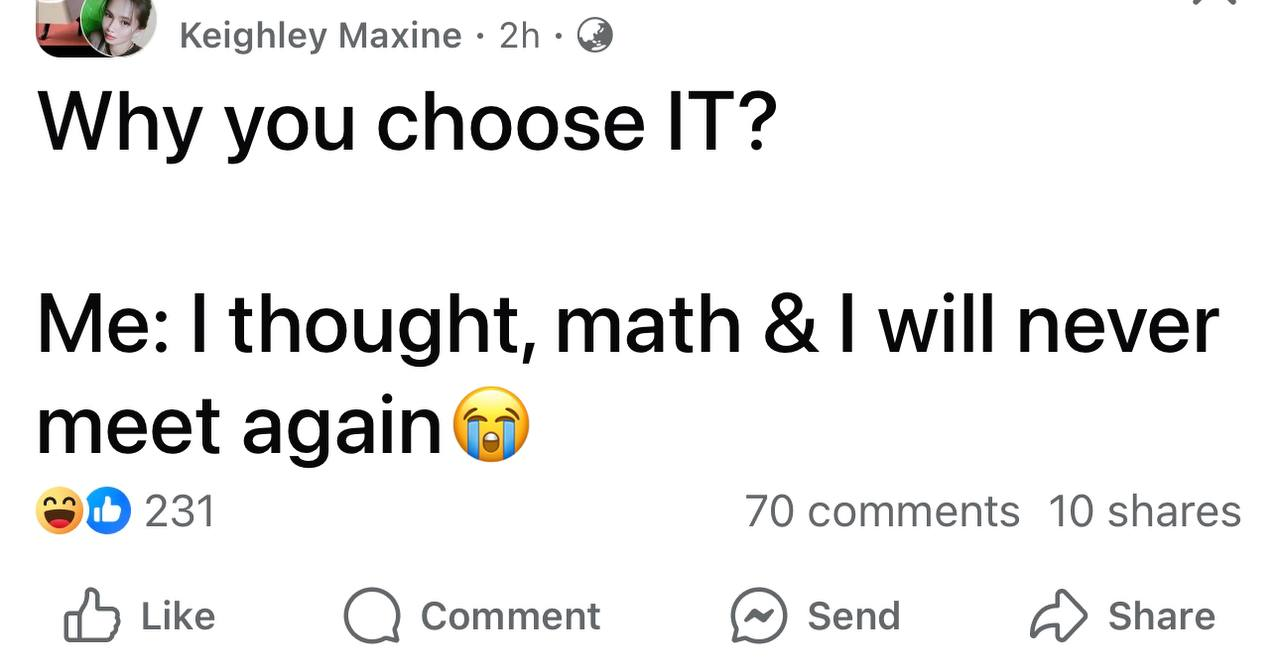 Keighley Maxine · 2h ·
Why you choose IT?
Me: I thought, math & I will never
meet again😭
231 70 comments 10 shares
Like Comment Send Share